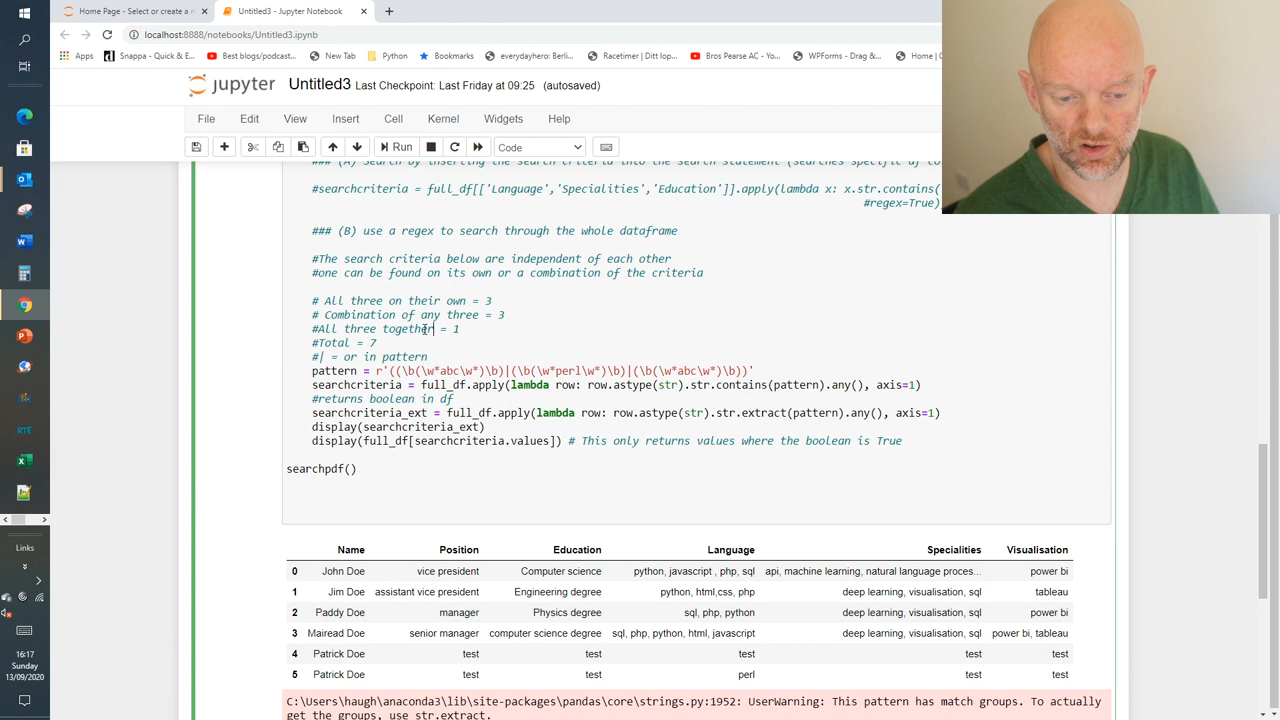 Home Page - Select or create a n
Untitled3 - Jupyter Notebook
localhost:8888/notebooks/Untitled3.ipynb
Apps Snappa - Quick & E... Best blogs/podcast... New Tab Python Bookmarks everydayhero: Berli... Racetimer | Ditt lop... Bros Pearse AC - Yo... WPForms - Drag &... Home |
jupyter Untitled3 Last Checkpoint: Last Friday at 09:25 (autosaved)
File Edit View Insert Cell Kernel Widgets Help
Run Code
### (A) Search by inserting the search criteria into the search statement (searches specific df co
#searchcriteria = full_df[['Language','Specialities','Education']].apply(lambda x: x.str.contains(
#regex=True)
### (B) use a regex to search through the whole dataframe
#The search criteria below are independent of each other
#one can be found on its own or a combination of the criteria
# All three on their own = 3
# Combination of any three = 3
#All three together = 1
#Total = 7
#| = or in pattern
pattern = r'((\b(\w*abc\w*)\b)|(\b(\w*perl\w*)\b)|(\b(\w*abc\w*)\b))'
searchcriteria = full_df.apply(lambda row: row.astype(str).str.contains(pattern).any(), axis=1)
#returns boolean in df
searchcriteria_ext = full_df.apply(lambda row: row.astype(str).str.extract(pattern).any(), axis=1)
display(searchcriteria_ext)
display(full_df[searchcriteria.values]) # This only returns values where the boolean is True
searchpdf()
Name Position Education Language Specialities Visualisation
0 John Doe vice president Computer science python, javascript , php, sql api, machine learning, natural language proces... power bi
1 Jim Doe assistant vice president Engineering degree python, html,css, php deep learning, visualisation, sql tableau
2 Paddy Doe manager Physics degree sql, php, python deep learning, visualisation, sql power bi
3 Mairead Doe senior manager computer science degree sql, php, python, html, javascript deep learning, visualisation, sql power bi, tableau
4 Patrick Doe test test test test test
5 Patrick Doe test test perl test test
C:\Users\haugh\anaconda3\lib\site-packages\pandas\core\strings.py:1952: UserWarning: This pattern has match groups. To actually
get the groups, use str.extract.
Links
16:17
Sunday
13/09/2020